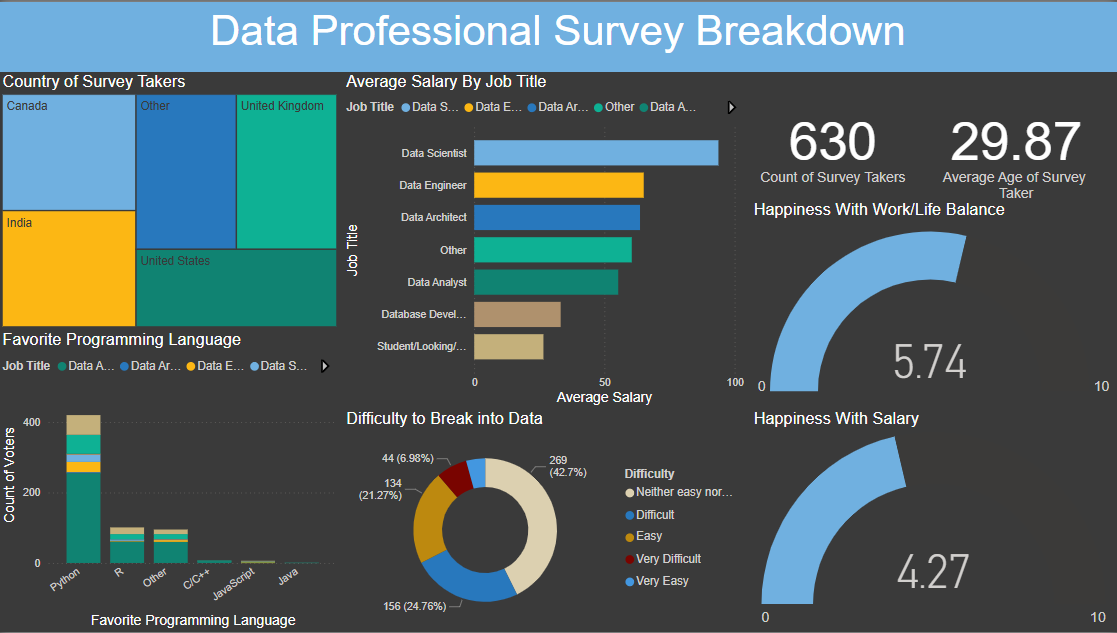 Data Professional Survey Breakdown
Country of Survey Takers
Canada
Other
United Kingdom
India
United States
Average Salary By Job Title
Job Title Data S... Data E... Data Ar... Other Data A...
Job Title
Data Scientist
Data Engineer
Data Architect
Other
Data Analyst
Database Devel...
Student/Looking/...
0 50 100
Average Salary
630
Count of Survey Takers
29.87
Average Age of Survey
Taker
Happiness With Work/Life Balance
5.74
0 10
Favorite Programming Language
Job Title Data A... Data Ar... Data E... Data S...
Count of Voters
400
200
0
Python
R
Other
C/C++
JavaScript
Java
Favorite Programming Language
Difficulty to Break into Data
44 (6.98%)
269
(42.7%)
134
(21.27%)
156 (24.76%)
Difficulty
Neither easy nor...
Difficult
Easy
Very Difficult
Very Easy
Happiness With Salary
4.27
0 10